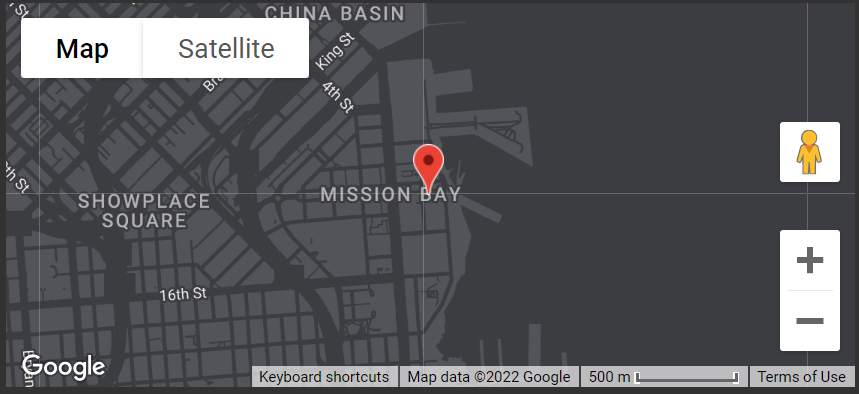 CHINA BASIN
Map
Satellite
King St
4th St
SHOWPLACE
SQUARE
MISSION BAY
16th St
Google
Keyboard shortcuts
Map data ©2022 Google
500 m
Terms of Use